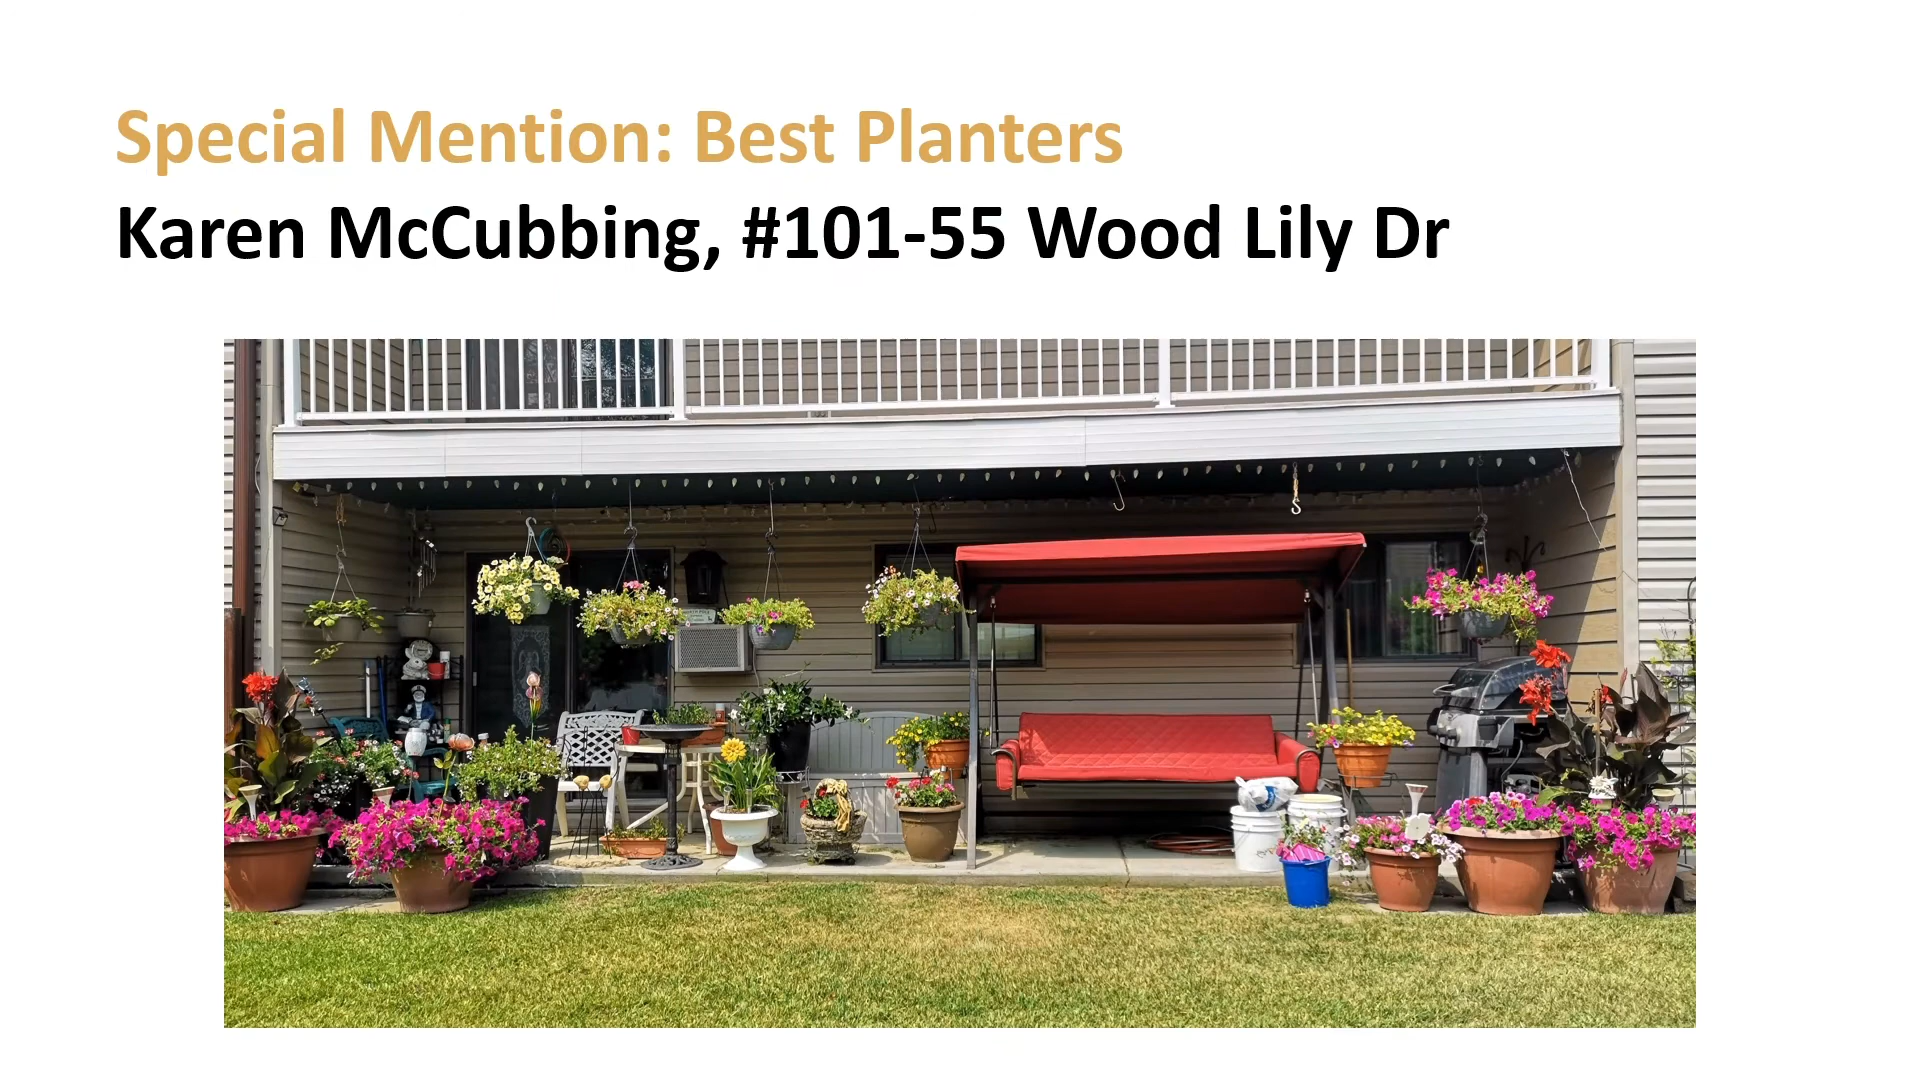 Special Mention: Best Planters
Karen McCubbing, #101-55 Wood Lily Dr